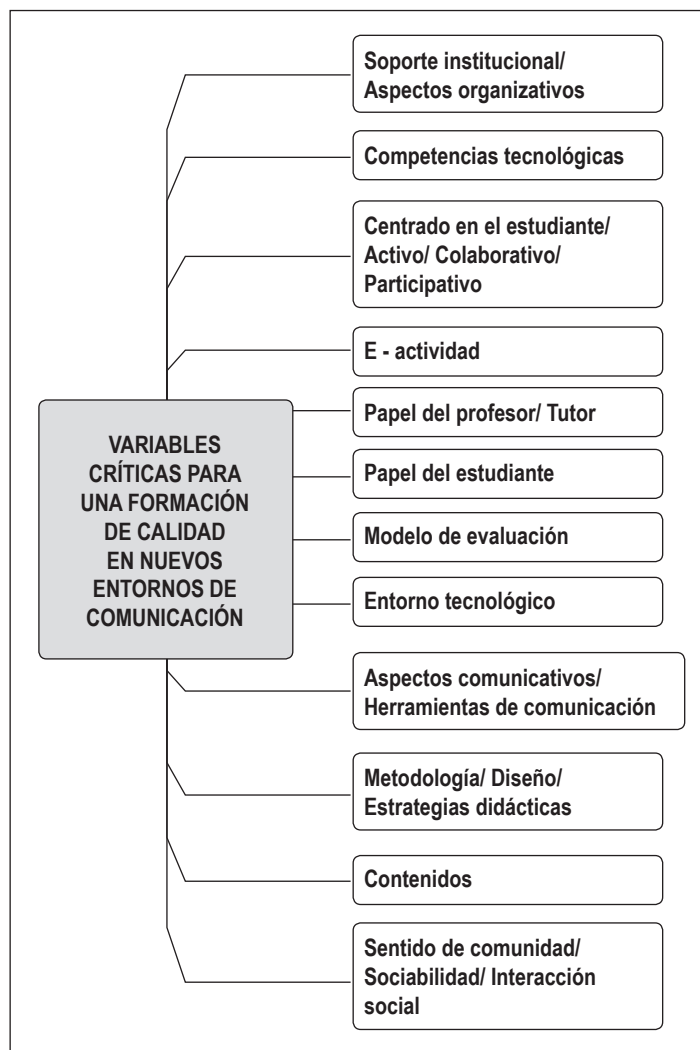 Soporte institucional/
Aspectos organizativos
Competencias tecnológicas
Centrado en el estudiante/
Activo/ Colaborativo/
Participativo
E - actividad
Papel del profesor/ Tutor
Papel del estudiante
Modelo de evaluación
Entorno tecnológico
Aspectos comunicativos/
Herramientas de comunicación
Metodología/ Diseño/
Estrategias didácticas
Contenidos
Sentido de comunidad/
Sociabilidad/ Interacción
social
VARIABLES
CRÍTICAS PARA
UNA FORMACIÓN
DE CALIDAD
EN NUEVOS
ENTORNOS DE
COMUNICACIÓN